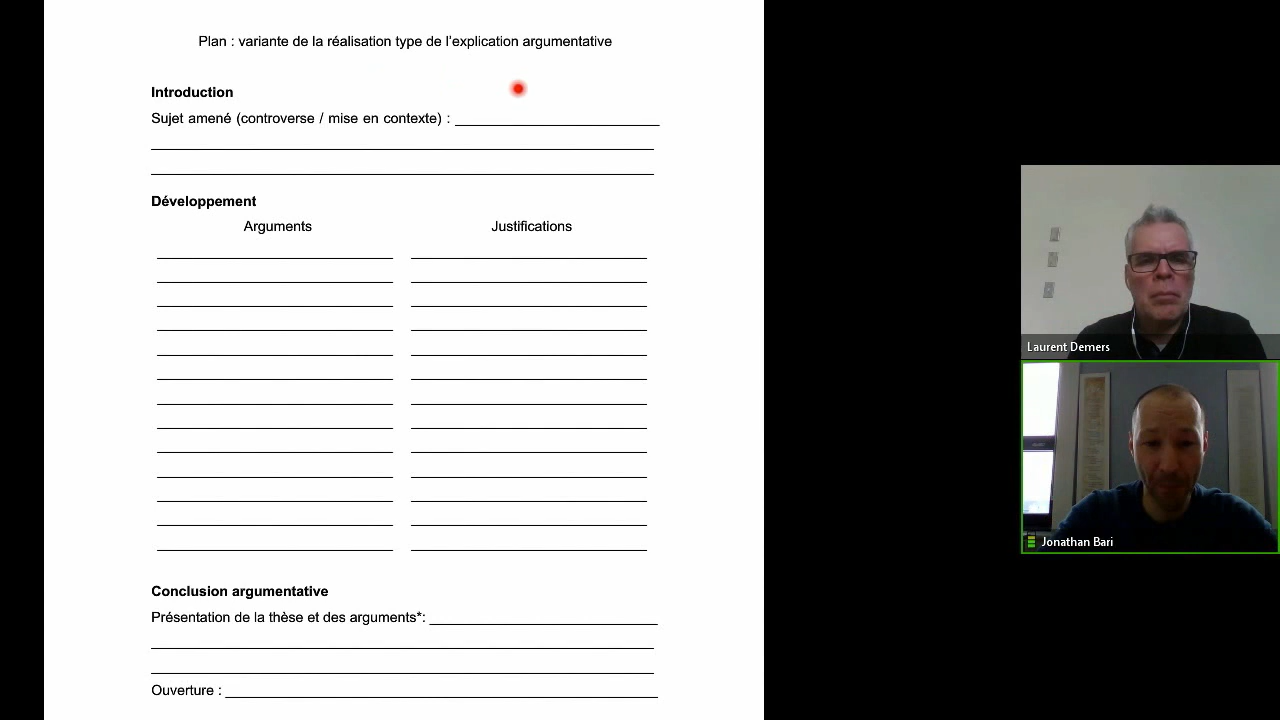 Plan : variante de la réalisation type de l'explication argumentative
Introduction
Sujet amené (controverse / mise en contexte) :
Développement
Arguments
Justifications
Conclusion argumentative
Présentation de la thèse et des arguments*:
Ouverture :
Laurent Demers
Jonathan Bari